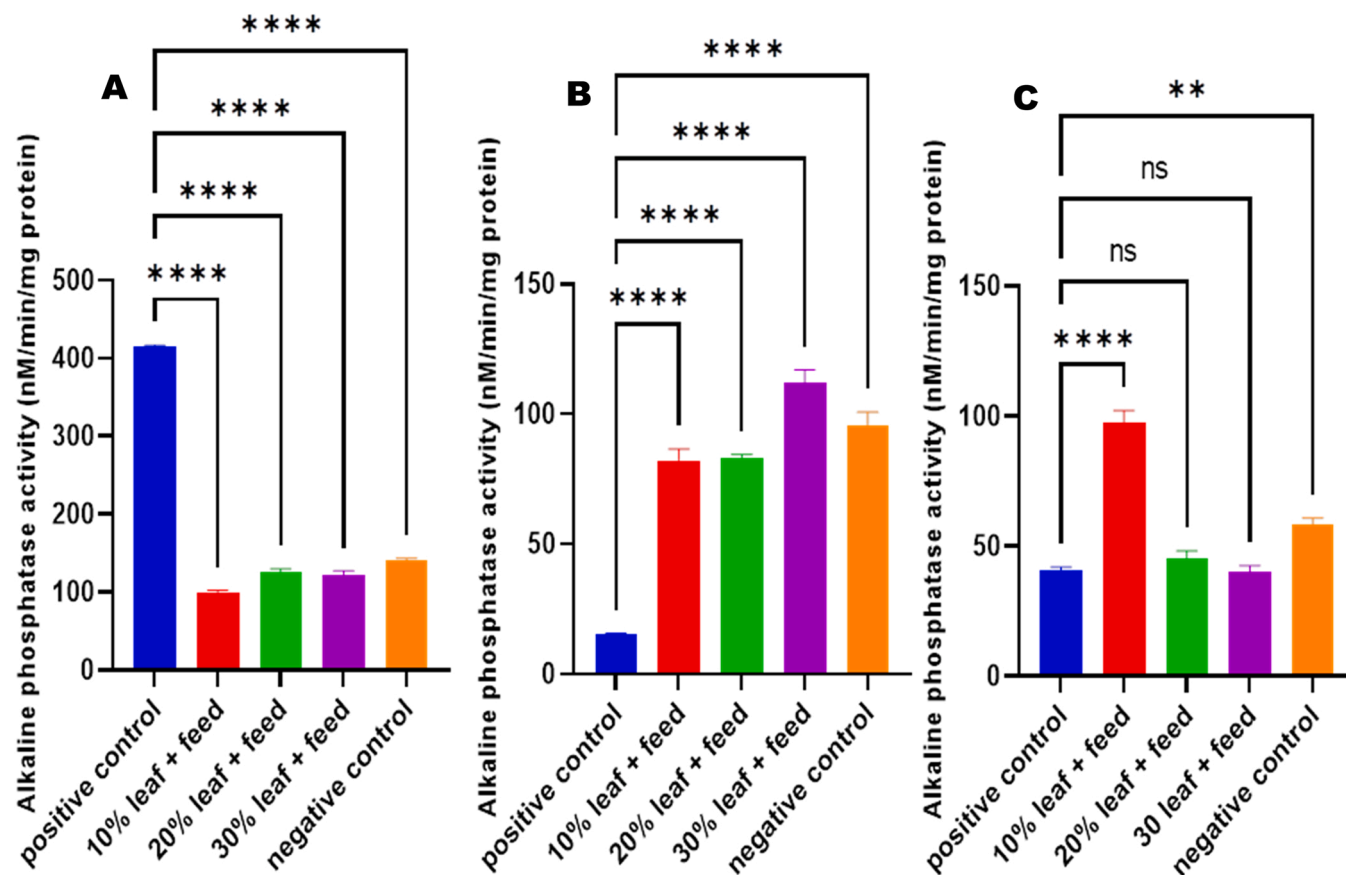 A
Alkaline phosphatase activity (nM/min/mg protein)
****
****
****
****
500
400
300
200
100
0
positive control
10% leaf + feed
20% leaf + feed
30% leaf + feed
negative control
B
Alkaline phosphatase activity (nM/min/mg protein)
****
****
****
****
150
100
50
0
positive control
10% leaf + feed
20% leaf + feed
30% leaf + feed
negative control
C
Alkaline phosphatase activity (nM/min/mg protein)
**
ns
ns
****
150
100
50
0
positive control
10% leaf + feed
20% leaf + feed
30 leaf + feed
negative control